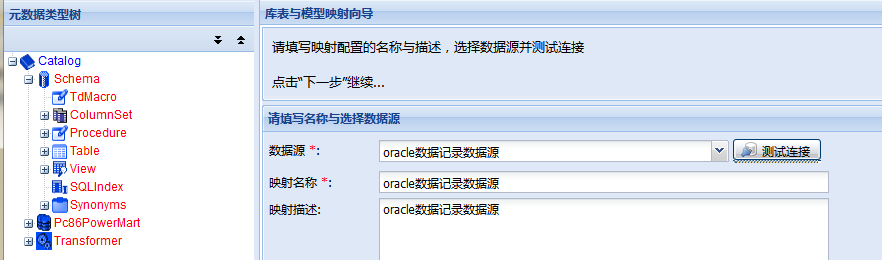 元数据类型树
Catalog
Schema
TdMacro
ColumnSet
Procedure
Table
View
SQLIndex
Synonyms
Pc86PowerMart
Transformer
库表与模型映射向导
请填写映射配置的名称与描述，选择数据源并测试连接
点击“下一步”继续...
请填写名称与选择数据源
数据源 *: oracle数据记录数据源 测试连接
映射名称 *: oracle数据记录数据源
映射描述: oracle数据记录数据源